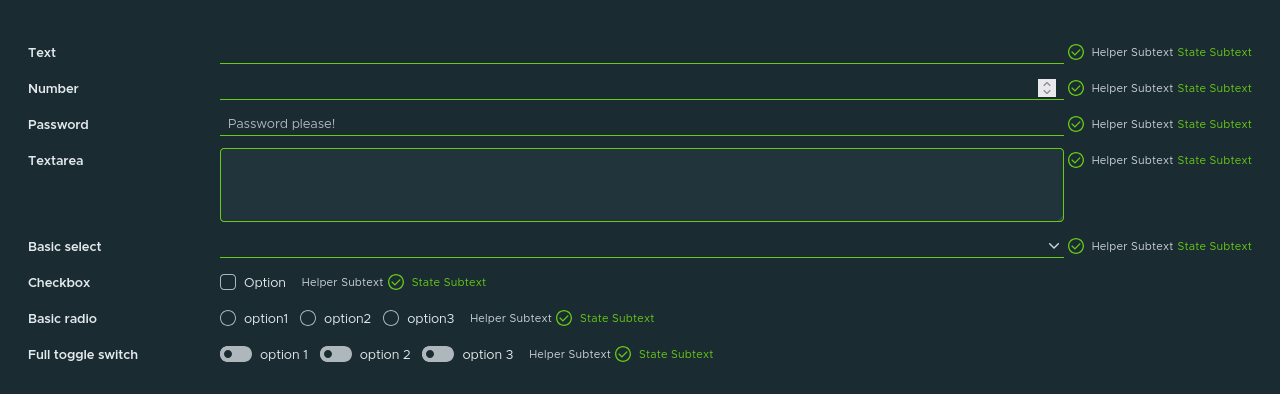 Text Helper Subtext State Subtext
Number Helper Subtext State Subtext
Password Password please! Helper Subtext State Subtext
Textarea Helper Subtext State Subtext
Basic select Helper Subtext State Subtext
Checkbox Option Helper Subtext State Subtext
Basic radio option1 option2 option3 Helper Subtext State Subtext
Full toggle switch option 1 option 2 option 3 Helper Subtext State Subtext